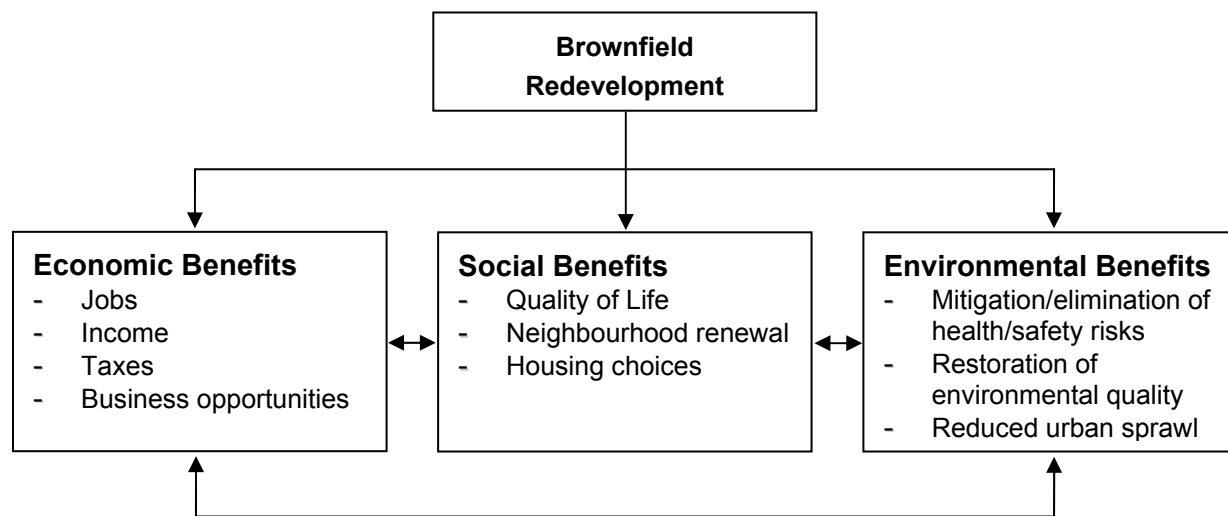 Brownfield
Redevelopment
Economic Benefits
- Jobs
- Income
- Taxes
- Business opportunities
Social Benefits
- Quality of Life
- Neighbourhood renewal
- Housing choices
Environmental Benefits
- Mitigation/elimination of
health/safety risks
- Restoration of
environmental quality
- Reduced urban sprawl